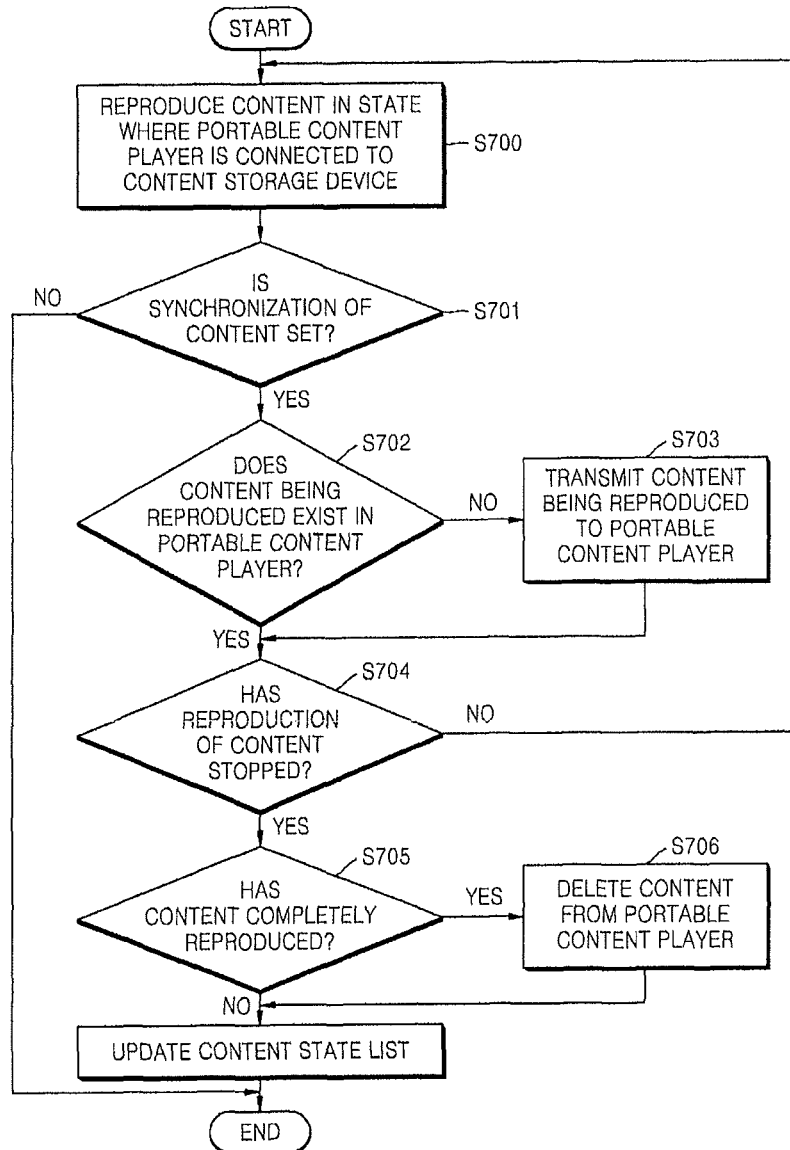 START
REPRODUCE CONTENT IN STATE
WHERE PORTABLE CONTENT
PLAYER IS CONNECTED TO
CONTENT STORAGE DEVICE
S700
IS
SYNCHRONIZATION OF
CONTENT SET?
S701
NO
YES
S702
DOES
CONTENT BEING
REPRODUCED EXIST IN
PORTABLE CONTENT
PLAYER?
NO
S703
TRANSMIT CONTENT
BEING REPRODUCED
TO PORTABLE
CONTENT PLAYER
YES
S704
HAS
REPRODUCTION
OF CONTENT
STOPPED?
NO
YES
S705
HAS
CONTENT COMPLETELY
REPRODUCED?
YES
S706
DELETE CONTENT
FROM PORTABLE
CONTENT PLAYER
NO
UPDATE CONTENT STATE LIST
END